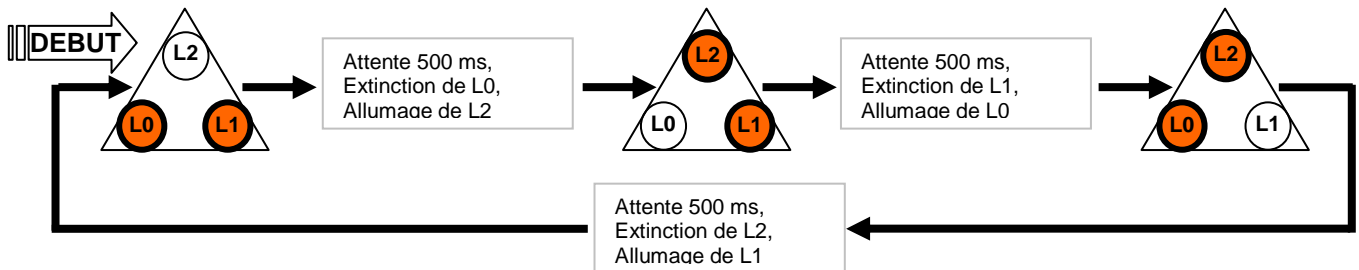 DEBUT
L2
L0 L1
Attente 500 ms,
Extinction de L0,
Allumage de L2
L2
L0 L1
Attente 500 ms,
Extinction de L1,
Allumage de L0
L2
L0 L1
Attente 500 ms,
Extinction de L2,
Allumage de L1